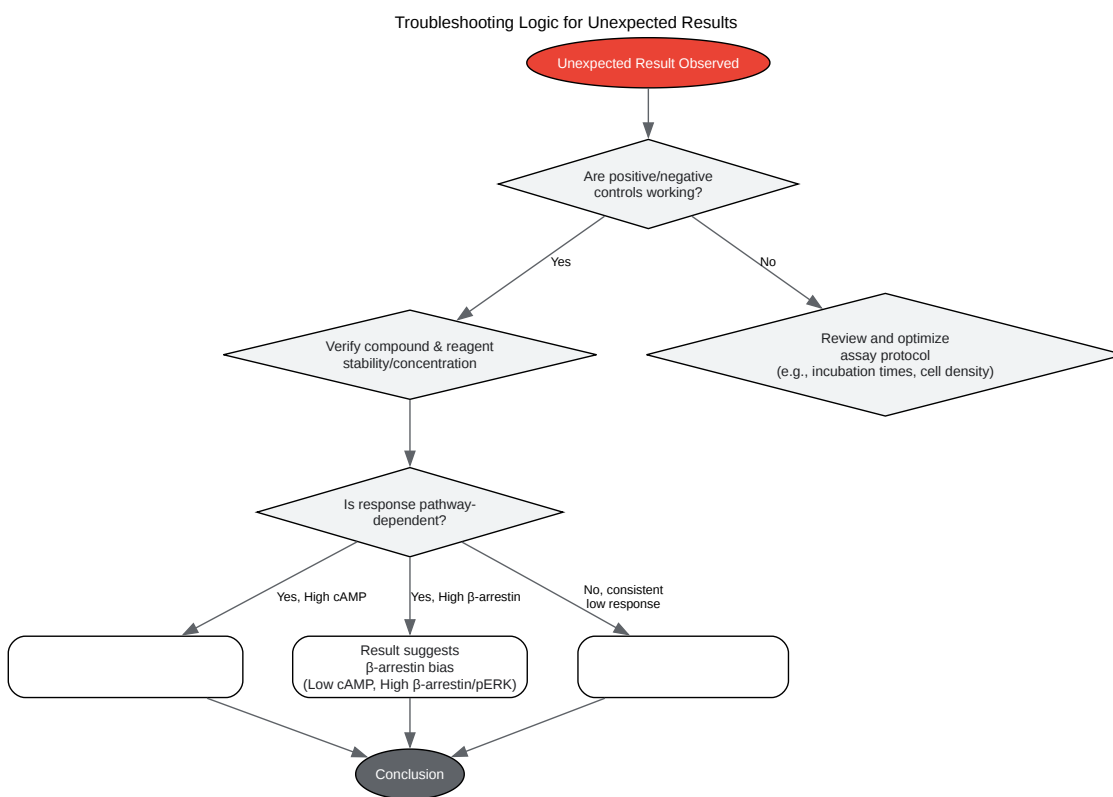 Troubleshooting Logic for Unexpected Results
Unexpected Result Observed
Are positive/negative
controls working?
Yes
No
Verify compound & reagent
stability/concentration
Review and optimize
assay protocol
(e.g., incubation times, cell density)
Is response pathway-
dependent?
Yes, High cAMP
Yes, High β-arrestin
No, consistent
low response
Result suggests
β-arrestin bias
(Low cAMP, High β-arrestin/pERK)
Conclusion